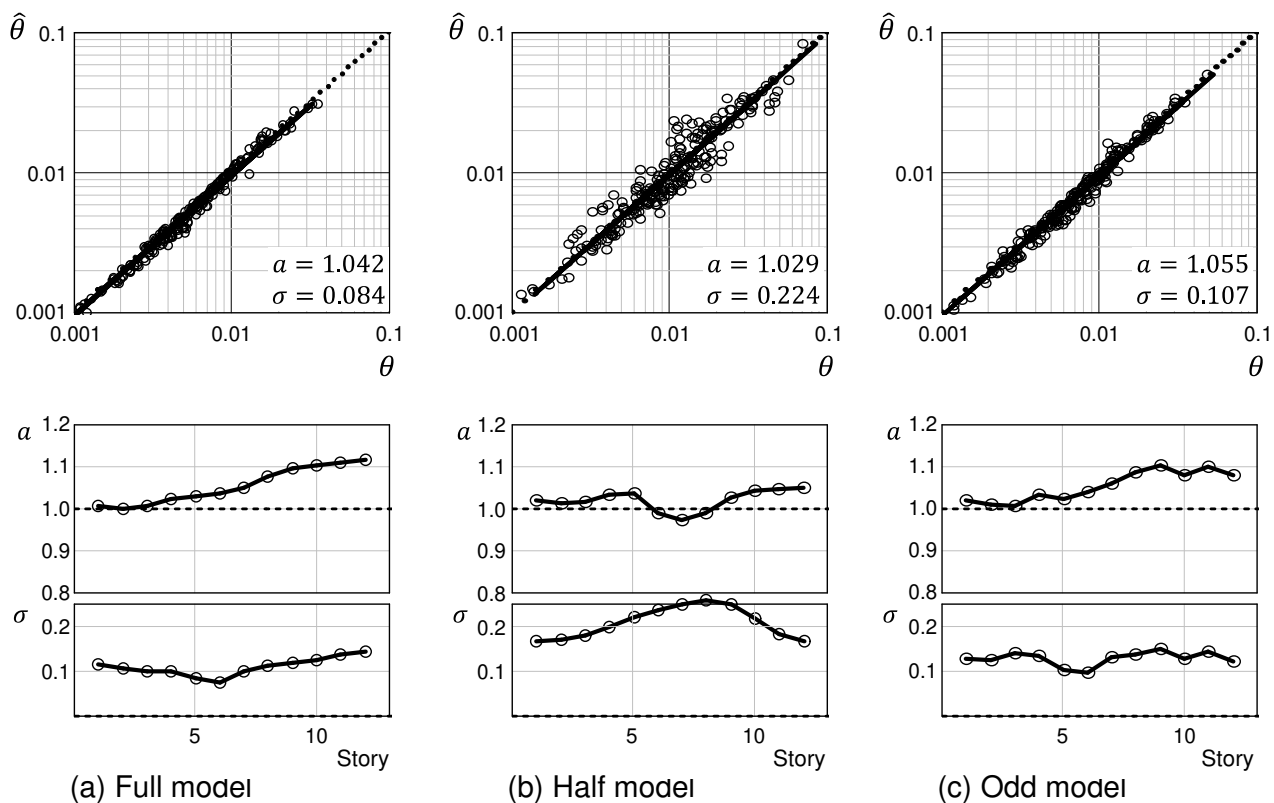 θ̂ 0.1
0.01
0.001
0.001 0.01 0.1
θ
a = 1.042
σ = 0.084
θ̂ 0.1
0.01
0.001
0.001 0.01 0.1
θ
a = 1.029
σ = 0.224
θ̂ 0.1
0.01
0.001
0.001 0.01 0.1
θ
a = 1.055
σ = 0.107
a 1.2
1.1
1.0
0.9
0.8
σ
0.2
0.1
5 10
Story
(a) Full model
a 1.2
1.1
1.0
0.9
0.8
σ
0.2
0.1
5 10
Story
(b) Half model
a 1.2
1.1
1.0
0.9
0.8
σ
0.2
0.1
5 10
Story
(c) Odd model